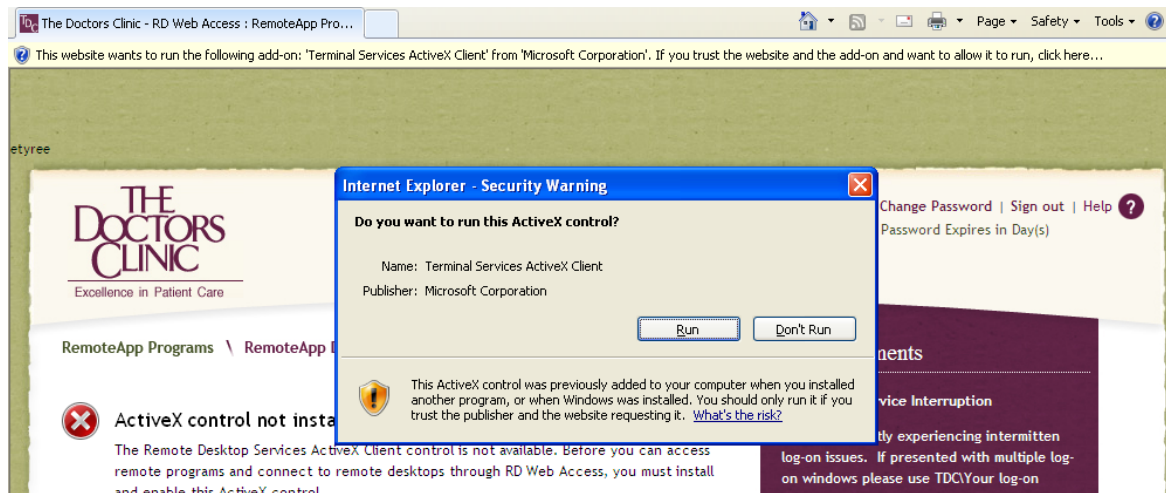 The Doctors Clinic - RD Web Access : RemoteApp Pro...
Page Safety Tools
This website wants to run the following add-on: 'Terminal Services ActiveX Client' from 'Microsoft Corporation'. If you trust the website and the add-on and want to allow it to run, click here...
etyree
THE
DOCTORS
CLINIC
Excellence in Patient Care
Change Password | Sign out | Help ?
Password Expires in Day(s)
Internet Explorer - Security Warning
Do you want to run this ActiveX control?
Name: Terminal Services ActiveX Client
Publisher: Microsoft Corporation
Run Don't Run
This ActiveX control was previously added to your computer when you installed
another program, or when Windows was installed. You should only run it if you
trust the publisher and the website requesting it. What's the risk?
RemoteApp Programs \ RemoteApp
ActiveX control not insta
The Remote Desktop Services ActiveX Client control is not available. Before you can access
remote programs and connect to remote desktops through RD Web Access, you must install
and enable this ActiveX control.
ments
vice Interruption
tly experiencing intermitten
log-on issues. If presented with multiple log-
on windows please use TDC\Your log-on